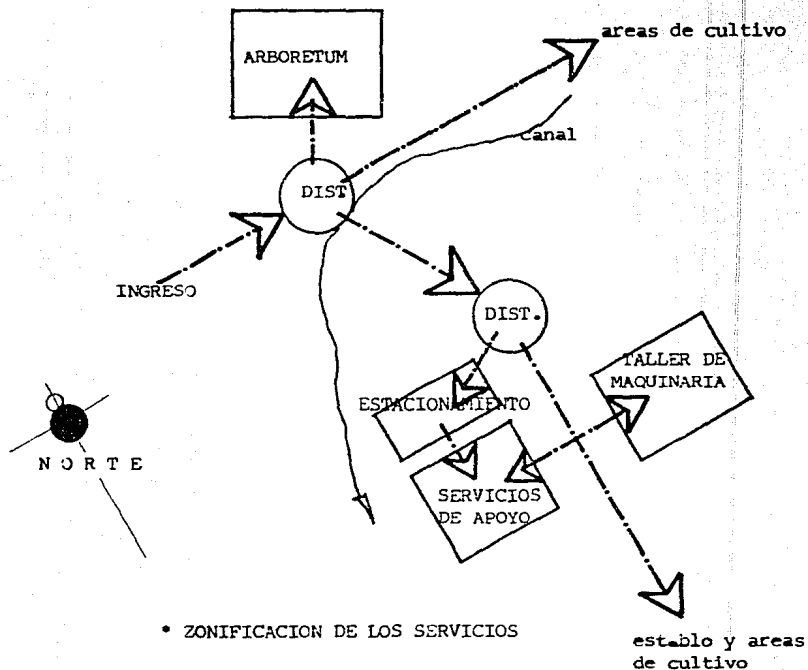 areas de cultivo
ARBORETUM
canal
DIST.
INGRESO
DIST.
TALLER DE
MAQUINARIA
ESTACIONAMIENTO
NORTE
SERVICIOS
DE APOYO
* ZONIFICACION DE LOS SERVICIOS
establo y areas
de cultivo